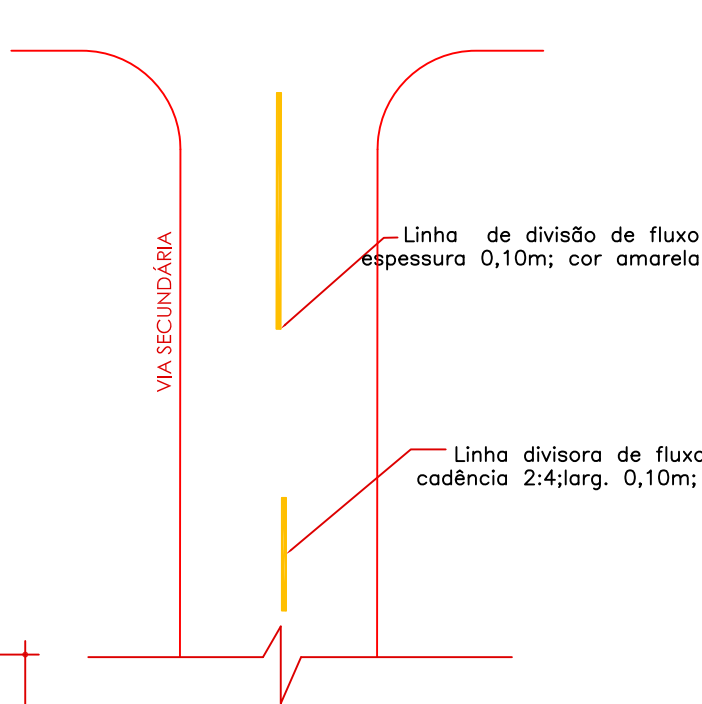 Linha de divisão de fluxo
espessura 0,10m; cor amarela
VIA SECUNDÁRIA
Linha divisora de fluxo
cadência 2:4;larg. 0,10m;